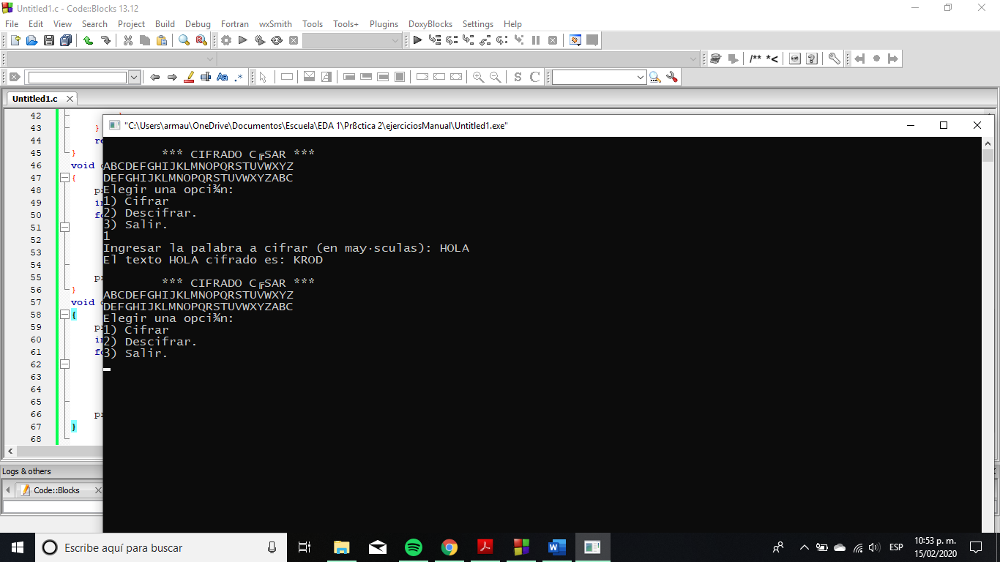 Untitled1.c - Code::Blocks 13.12
File Edit View Search Project Build Debug Fortran wxSmith Tools Tools+ Plugins DoxyBlocks Settings Help
/** *<
Aa .*
S C
Untitled1.c
"C:\Users\armau\OneDrive\Documentos\Escuela\EDA 1\Prßctica 2\ejerciciosManual\Untitled1.exe"
42
43 }
44 re
45 }
46 void
47 {
48 p
49 in
50 fo
51
52
53
54
55 p
56 }
57 void
58 {
59 p
60 in
61 fo
62
63
64
65
66 p
67 }
68
*** CIFRADO C╔SAR ***
ABCDEFGHIJKLMNOPQRSTUVWXYZ
DEFGHIJKLMNOPQRSTUVWXYZABC
Elegir una opci¾n:
1) Cifrar
2) Descifrar.
3) Salir.
1
Ingresar la palabra a cifrar (en may·sculas): HOLA
El texto HOLA cifrado es: KROD
*** CIFRADO C╔SAR ***
ABCDEFGHIJKLMNOPQRSTUVWXYZ
DEFGHIJKLMNOPQRSTUVWXYZABC
Elegir una opci¾n:
1) Cifrar
2) Descifrar.
3) Salir.
Logs & others
Code::Blocks
Escribe aquí para buscar
ESP
10:53 p. m.
15/02/2020